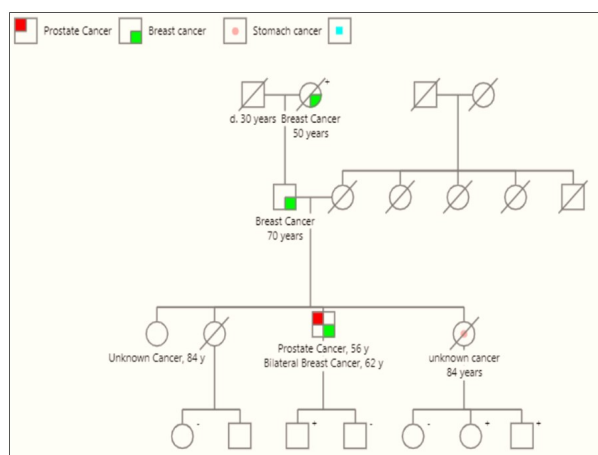 Prostate Cancer Breast cancer Stomach cancer
+
d. 30 years Breast Cancer
50 years
Breast Cancer
70 years
Unknown Cancer, 84 y
Prostate Cancer, 56 y
Bilateral Breast Cancer, 62 y
unknown cancer
84 years
- + - - + +